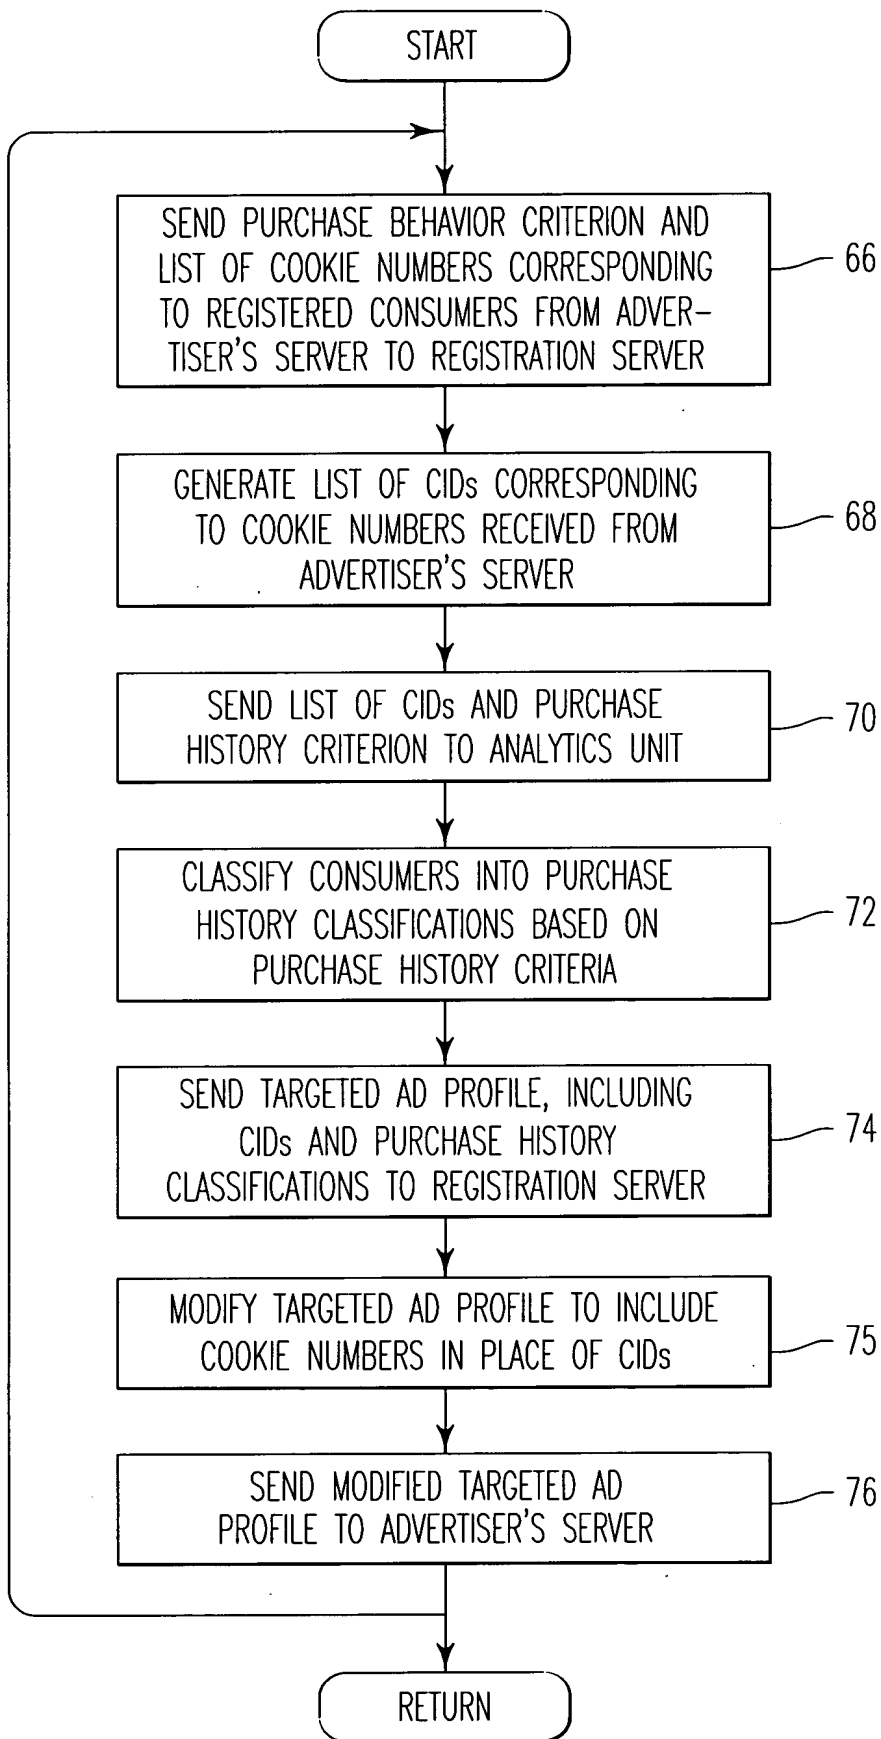 START
SEND PURCHASE BEHAVIOR CRITERION AND
LIST OF COOKIE NUMBERS CORRESPONDING
TO REGISTERED CONSUMERS FROM ADVER-
TISER'S SERVER TO REGISTRATION SERVER
66
GENERATE LIST OF CIDs CORRESPONDING
TO COOKIE NUMBERS RECEIVED FROM
ADVERTISER'S SERVER
68
SEND LIST OF CIDs AND PURCHASE
HISTORY CRITERION TO ANALYTICS UNIT
70
CLASSIFY CONSUMERS INTO PURCHASE
HISTORY CLASSIFICATIONS BASED ON
PURCHASE HISTORY CRITERIA
72
SEND TARGETED AD PROFILE, INCLUDING
CIDs AND PURCHASE HISTORY
CLASSIFICATIONS TO REGISTRATION SERVER
74
MODIFY TARGETED AD PROFILE TO INCLUDE
COOKIE NUMBERS IN PLACE OF CIDs
75
SEND MODIFIED TARGETED AD
PROFILE TO ADVERTISER'S SERVER
76
RETURN